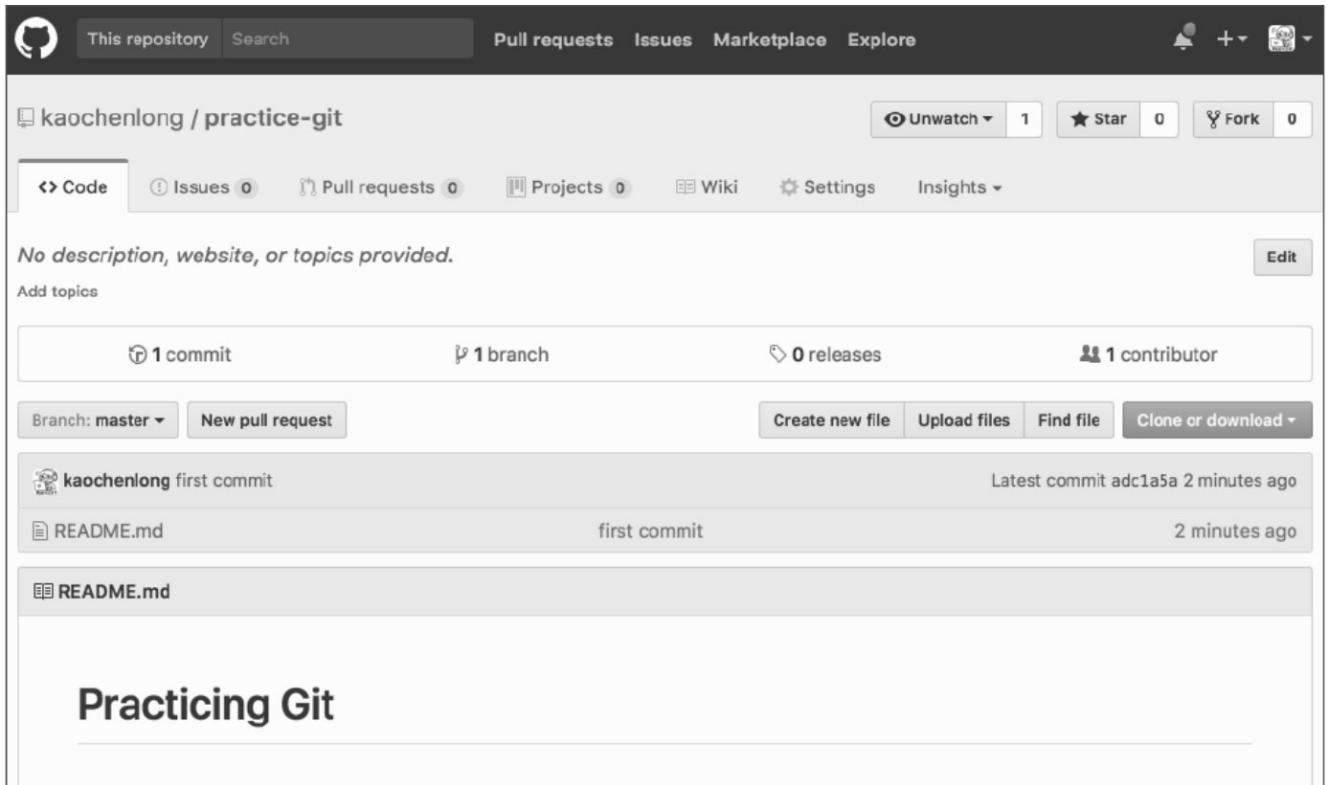 This repository Search Pull requests Issues Marketplace Explore
kaochenlong / practice-git Unwatch 1 Star 0 Fork 0
Code Issues 0 Pull requests 0 Projects 0 Wiki Settings Insights
No description, website, or topics provided. Edit
Add topics
1 commit 1 branch 0 releases 1 contributor
Branch: master New pull request Create new file Upload files Find file Clone or download
kaochenlong first commit Latest commit adc1a5a 2 minutes ago
README.md first commit 2 minutes ago
README.md
Practicing Git